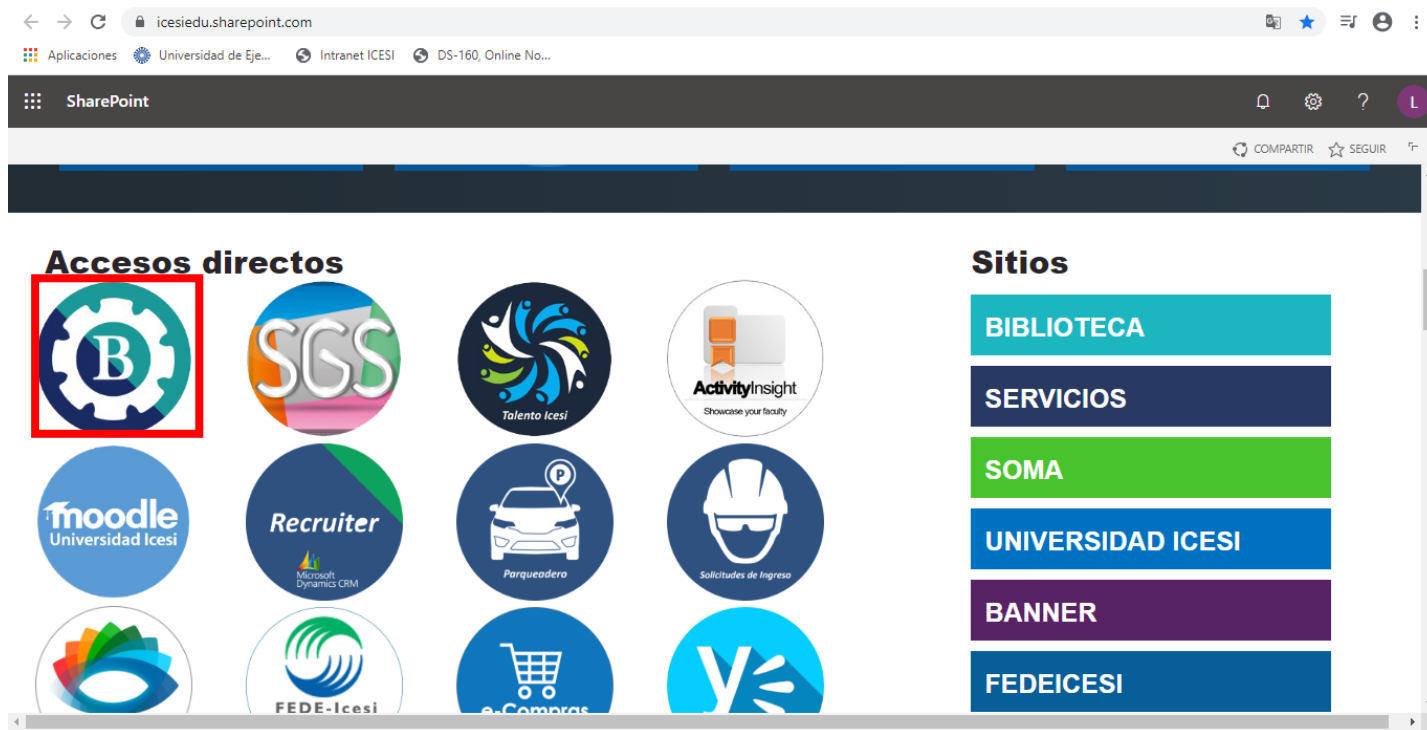 icesiedu.sharepoint.com
Aplicaciones Universidad de Eje... Intranet ICESI DS-160, Online No...
SharePoint ? L
COMPARTIR SEGUIR
Accesos directos
B
SGS
Talento Icesi
ActivityInsight
Showcase your faculty
moodle
Universidad Icesi
Recruiter
Microsoft
Dynamics CRM
P
Parqueadero
Solicitudes de Ingreso
FEDE-Icesi
e-Compras
Sitios
BIBLIOTECA
SERVICIOS
SOMA
UNIVERSIDAD ICESI
BANNER
FEDEICESI